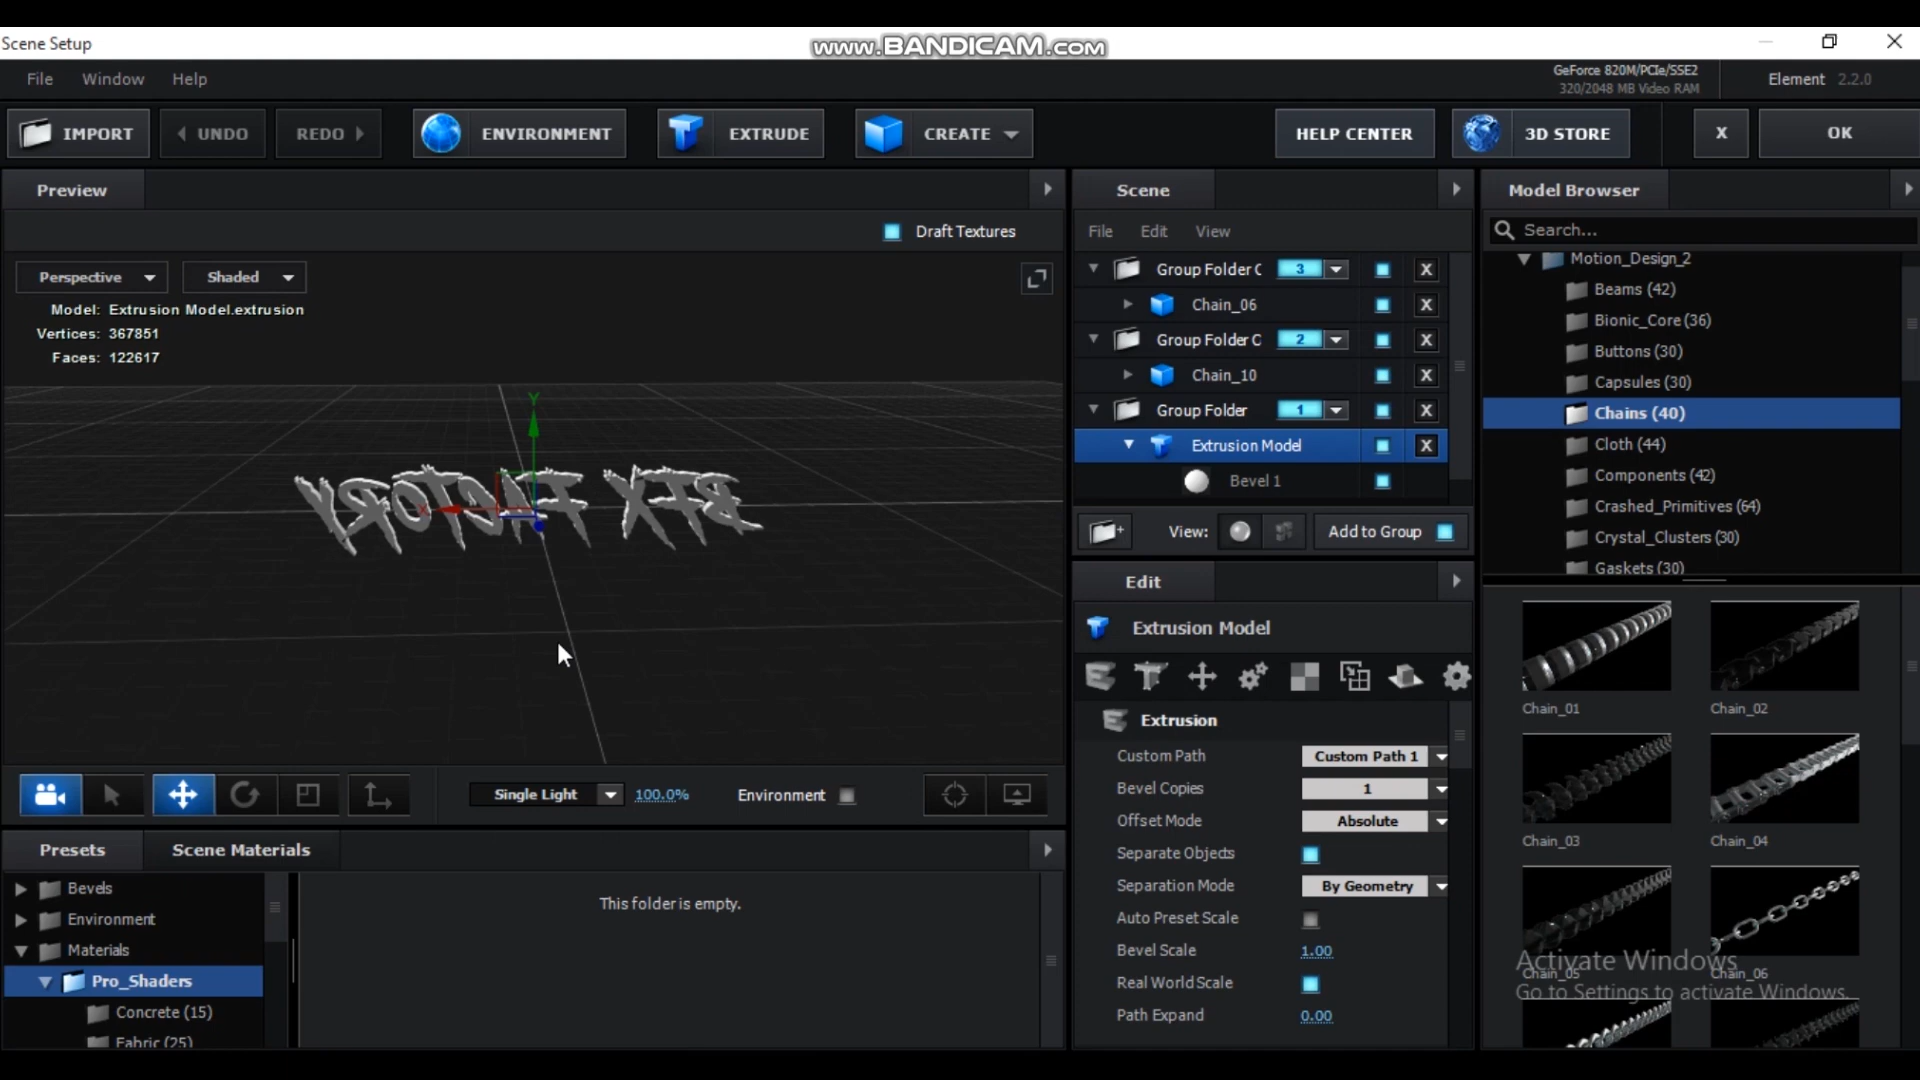 www.BANDICAM.com
Scene Setup
File Window Help
GeForce 820M/PCIe/SSE2
320/2048 MB Video RAM
Element 2.2.0
IMPORT UNDO REDO ENVIRONMENT EXTRUDE CREATE HELP CENTER 3D STORE X OK
Preview
Draft Textures
Perspective Shaded
Model: Extrusion Model.extrusion
Vertices: 367851
Faces: 122617
Y
X
BFX FACTORY
Single Light 100.0% Environment
Presets Scene Materials
Bevels
Environment
Materials
Pro_Shaders
Concrete (15)
Fabric (25)
This folder is empty.
Scene
File Edit View
Group Folder C 3 X
Chain_06 X
Group Folder C 2 X
Chain_10 X
Group Folder 1 X
Extrusion Model X
Bevel 1
View: Add to Group
Edit
Extrusion Model
Extrusion
Custom Path Custom Path 1
Bevel Copies 1
Offset Mode Absolute
Separate Objects
Separation Mode By Geometry
Auto Preset Scale
Bevel Scale 1.00
Real World Scale
Path Expand 0.00
Model Browser
Search...
Motion_Design_2
Beams (42)
Bionic_Core (36)
Buttons (30)
Capsules (30)
Chains (40)
Cloth (44)
Components (42)
Crashed_Primitives (64)
Crystal_Clusters (30)
Gaskets (30)
Chain_01 Chain_02
Chain_03 Chain_04
Chain_05 Chain_06
Activate Windows
Go to Settings to activate Windows.